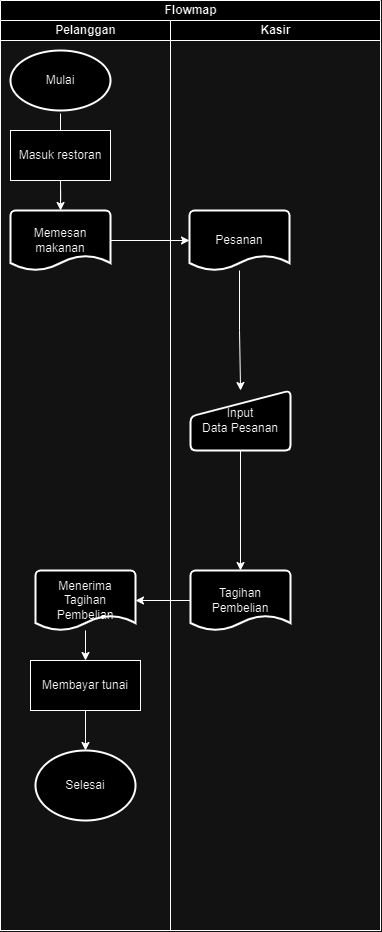 Flowmap
Pelanggan
Kasir
Mulai
Masuk restoran
Memesan
makanan
Pesanan
Input
Data Pesanan
Menerima
Tagihan
Pembelian
Tagihan
Pembelian
Membayar tunai
Selesai